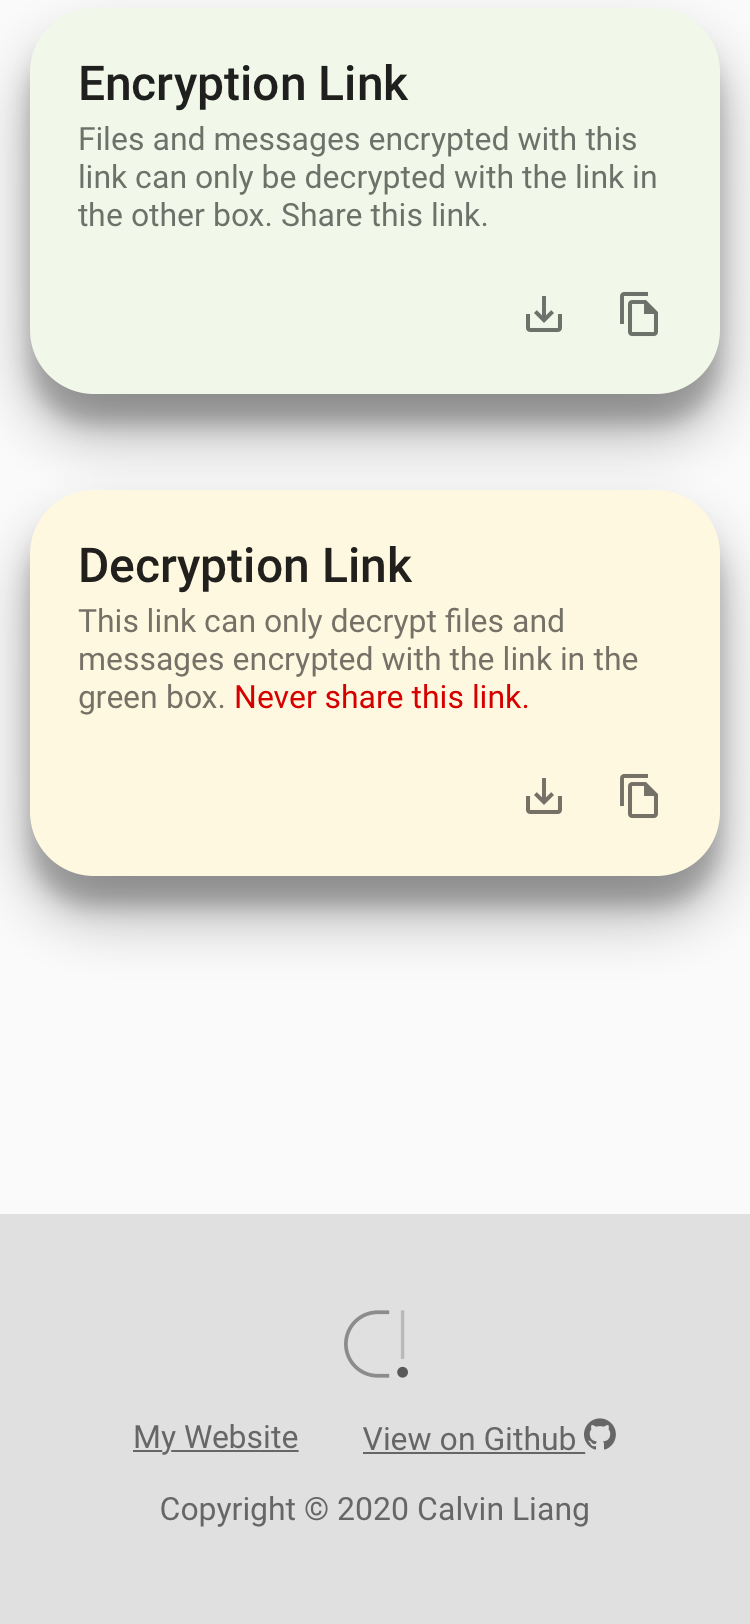 Encryption Link
Files and messages encrypted with this
link can only be decrypted with the link in
the other box. Share this link.
Decryption Link
This link can only decrypt files and
messages encrypted with the link in the
green box. Never share this link.
My Website
View on Github
Copyright © 2020 Calvin Liang